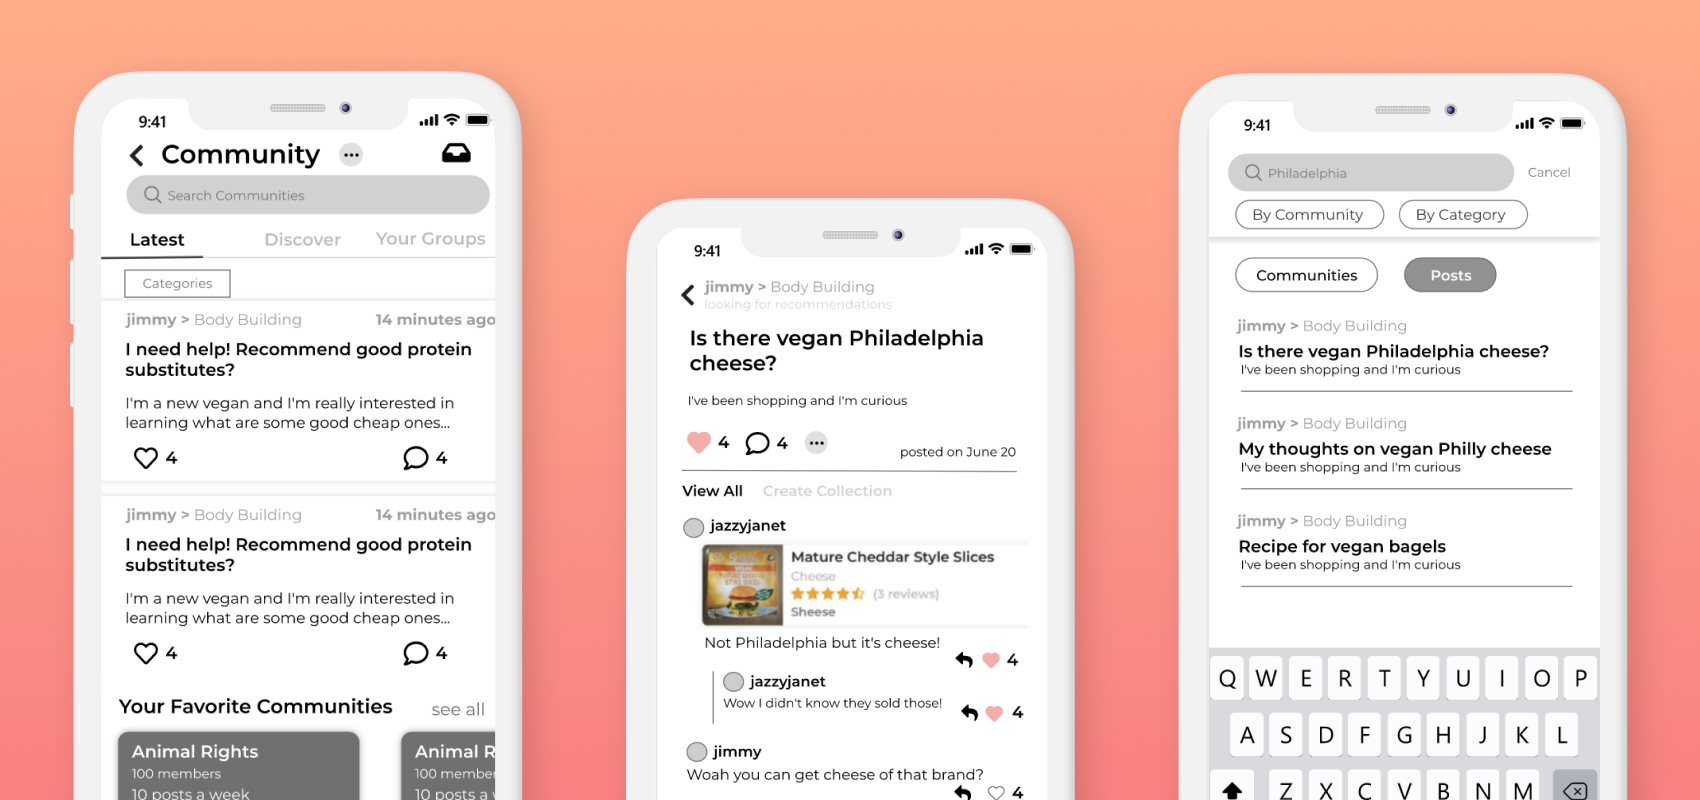 9:41
Community
Search Communities
Latest Discover Your Groups
Categories
jimmy > Body Building 14 minutes ago
I need help! Recommend good protein
substitutes?
I'm a new vegan and I'm really interested in
learning what are some good cheap ones...
4 4
jimmy > Body Building 14 minutes ago
I need help! Recommend good protein
substitutes?
I'm a new vegan and I'm really interested in
learning what are some good cheap ones...
4 4
Your Favorite Communities see all
Animal Rights Animal R
100 members 100 member
10 posts a week 10 posts a w
9:41
jimmy > Body Building
looking for recommendations
Is there vegan Philadelphia
cheese?
I've been shopping and I'm curious
4 4
posted on June 20
View All Create Collection
jazzyjanet
Mature Cheddar Style Slices
Cheese
(3 reviews)
Sheese
Not Philadelphia but it's cheese!
4
jazzyjanet
Wow I didn't know they sold those!
4
jimmy
Woah you can get cheese of that brand?
4
9:41
Philadelphia Cancel
By Community By Category
Communities Posts
jimmy > Body Building
Is there vegan Philadelphia cheese?
I've been shopping and I'm curious
jimmy > Body Building
My thoughts on vegan Philly cheese
I've been shopping and I'm curious
jimmy > Body Building
Recipe for vegan bagels
I've been shopping and I'm curious
Q W E R T Y U I O P
A S D F G H J K L
Z X C V B N M